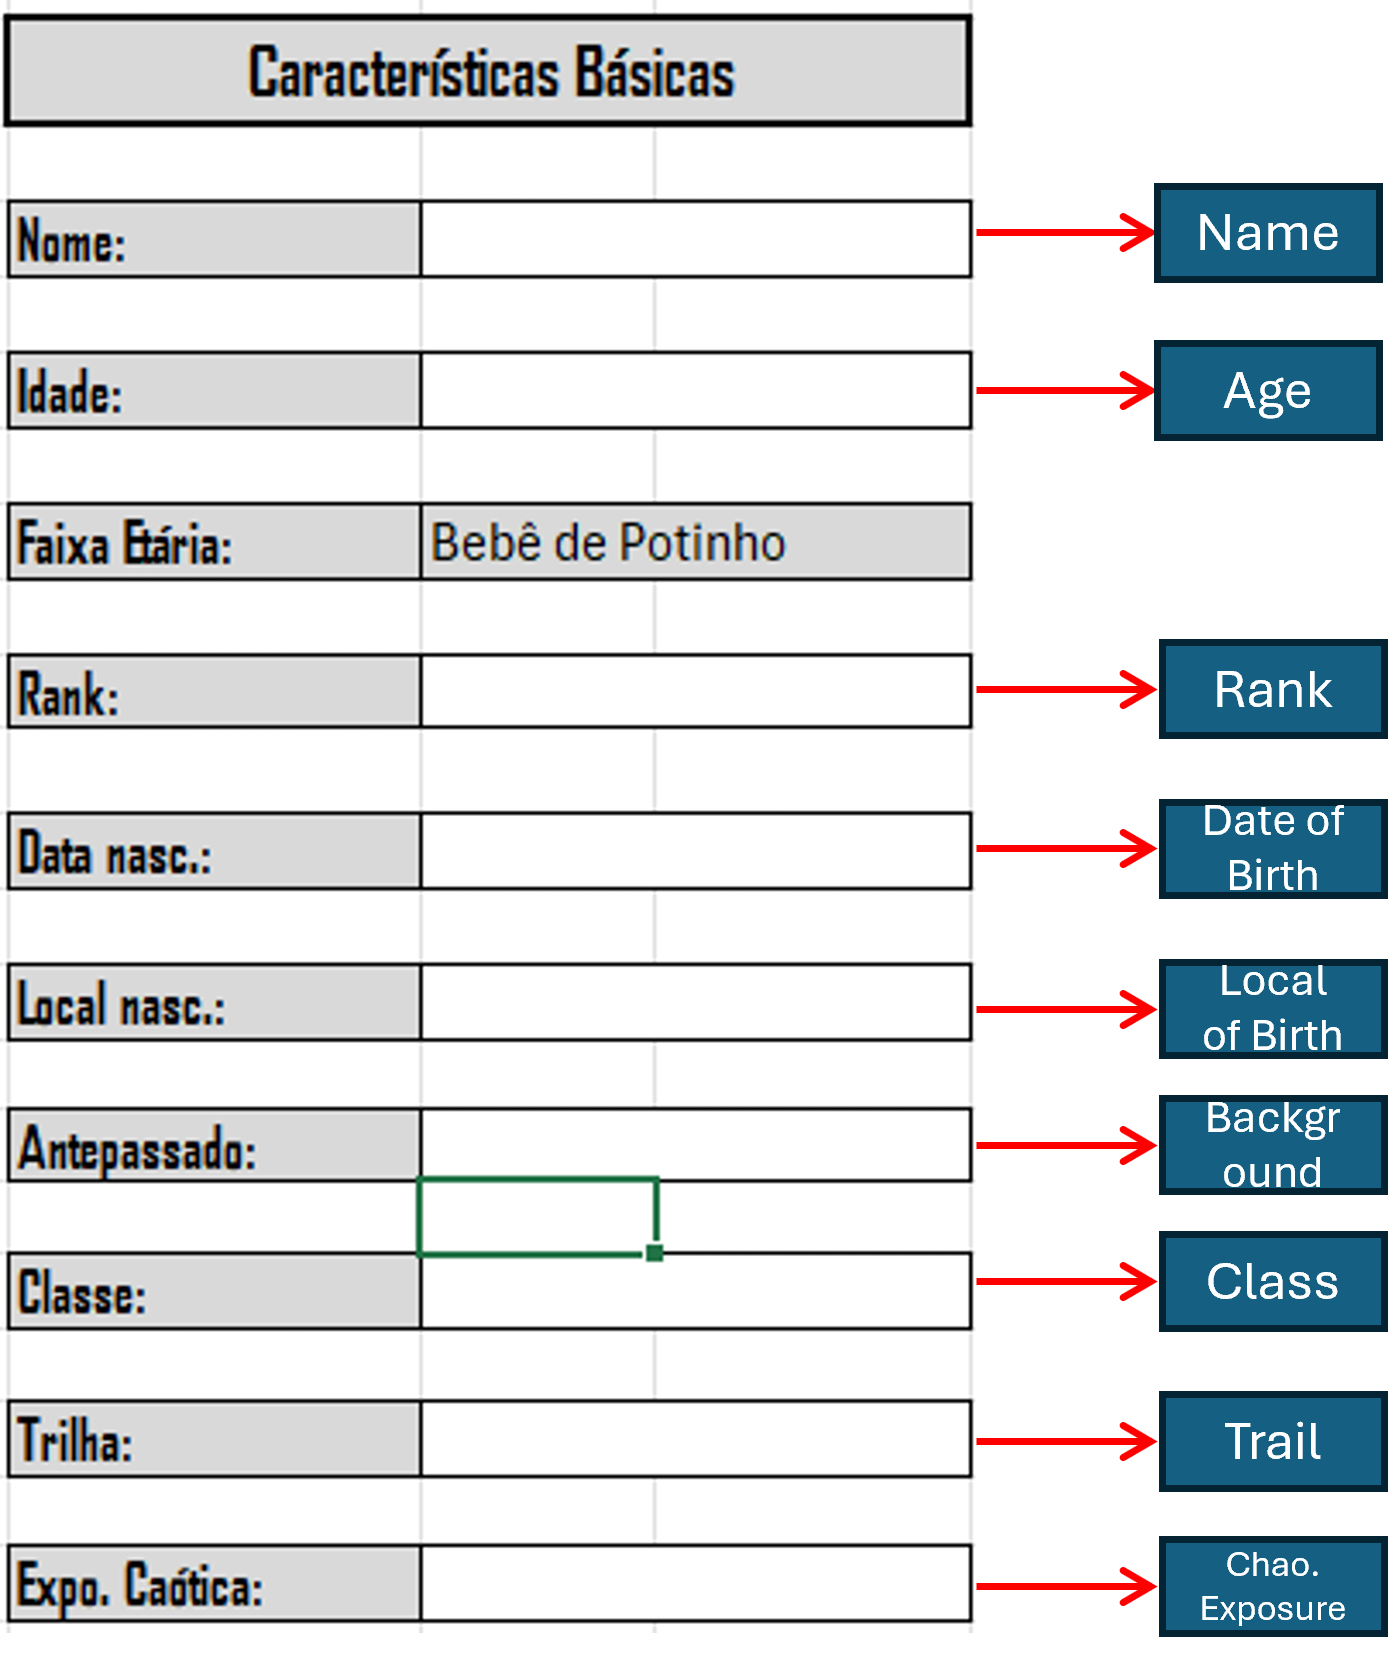 Características Básicas
Nome:
Name
Idade:
Age
Faixa Etária: Bebê de Potinho
Rank:
Rank
Data nasc.:
Date of
Birth
Local nasc.:
Local
of Birth
Antepassado:
Backgr
ound
Classe:
Class
Trilha:
Trail
Expo. Caótica:
Chao.
Exposure